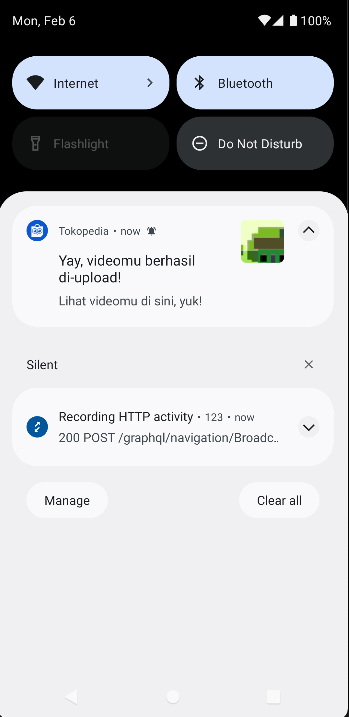 Mon, Feb 6
100%
Internet
Bluetooth
Flashlight
Do Not Disturb
Tokopedia • now
Yay, videomu berhasil
di-upload!
Lihat videomu di sini, yuk!
Silent
Recording HTTP activity • 123 • now
200 POST /graphql/navigation/Broadc..
Manage
Clear all